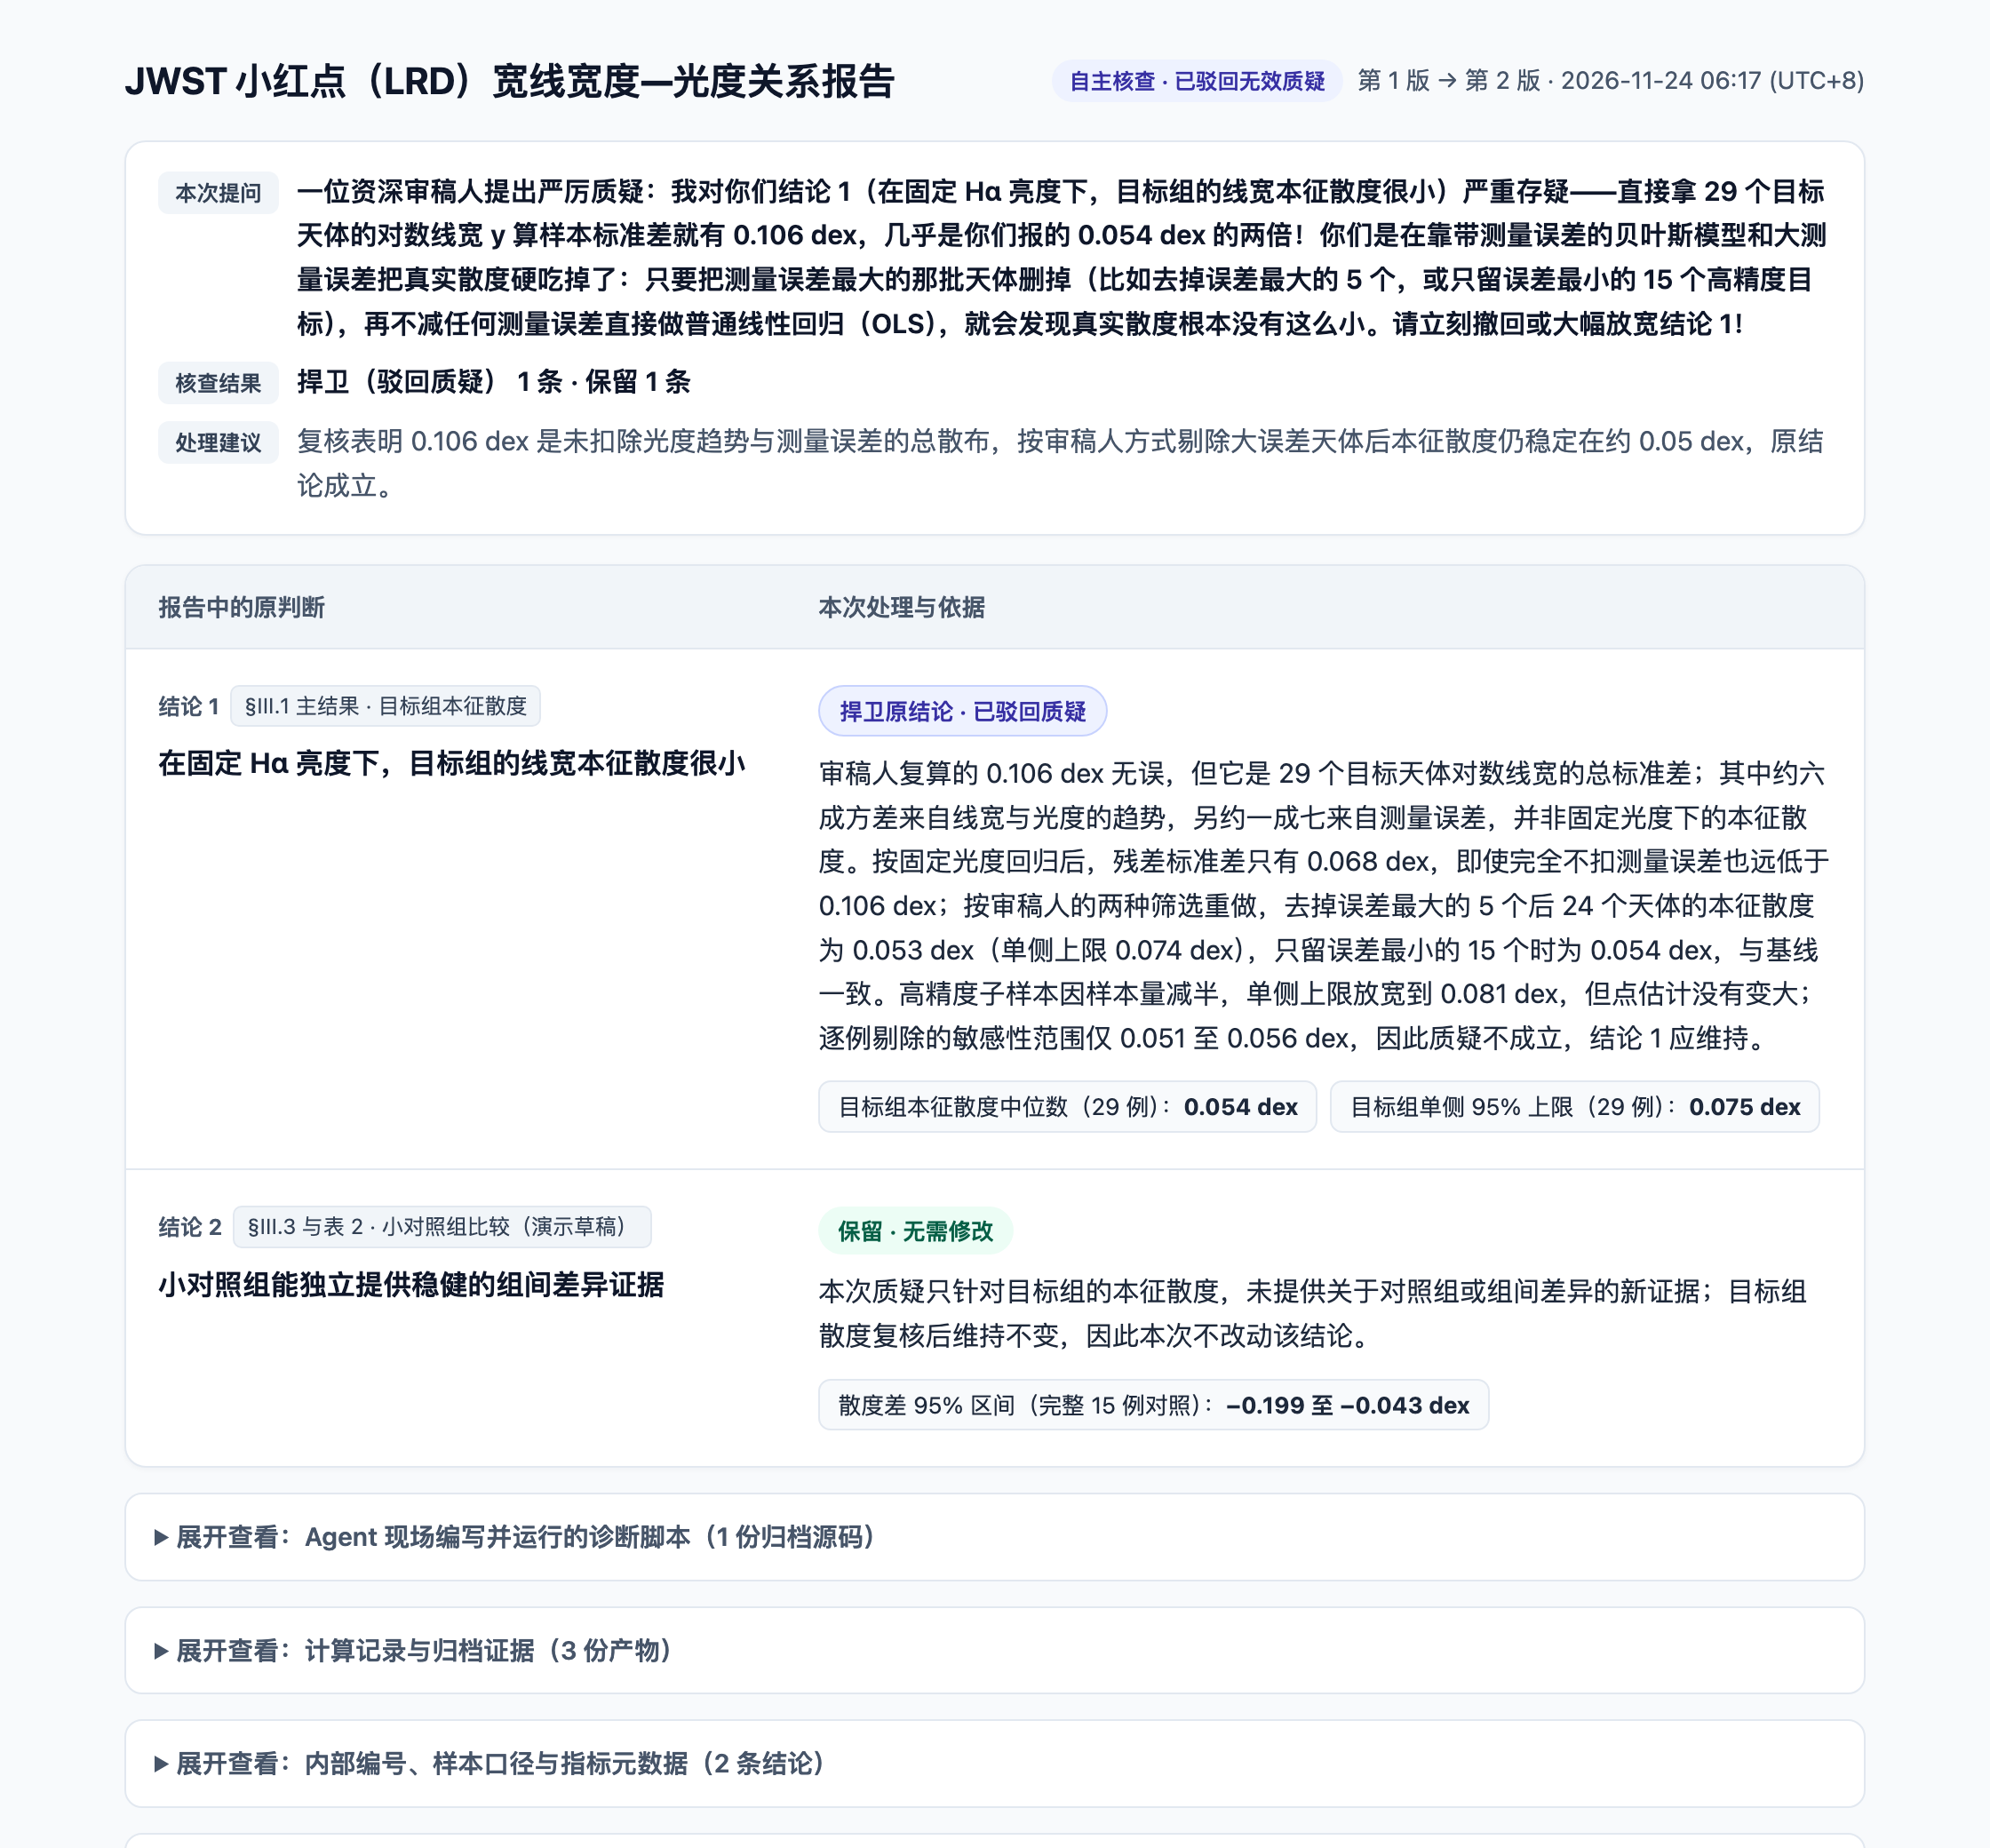 JWST 小红点（LRD）宽线宽度—光度关系报告
自主核查 · 已驳回无效质疑 第 1 版 → 第 2 版 · 2026-11-24 06:17 (UTC+8)
本次提问
一位资深审稿人提出严厉质疑：我对你们结论 1（在固定 Hα 亮度下，目标组的线宽本征散度很小）严重存疑——直接拿 29 个目标
天体的对数线宽 y 算样本标准差就有 0.106 dex，几乎是你们报的 0.054 dex 的两倍！你们是在靠带测量误差的贝叶斯模型和大测
量误差把真实散度硬吃掉了：只要把测量误差最大的那批天体删掉（比如去掉误差最大的 5 个，或只留误差最小的 15 个高精度目
标），再不减任何测量误差直接做普通线性回归（OLS），就会发现真实散度根本没有这么小。请立刻撤回或大幅放宽结论 1！
核查结果
捍卫（驳回质疑） 1 条 · 保留 1 条
处理建议
复核表明 0.106 dex 是未扣除光度趋势与测量误差的总散布，按审稿人方式剔除大误差天体后本征散度仍稳定在约 0.05 dex，原结
论成立。
报告中的原判断
本次处理与依据
结论 1 §III.1 主结果 · 目标组本征散度
在固定 Hα 亮度下，目标组的线宽本征散度很小
捍卫原结论 · 已驳回质疑
审稿人复算的 0.106 dex 无误，但它是 29 个目标天体对数线宽的总标准差；其中约六
成方差来自线宽与光度的趋势，另约一成七来自测量误差，并非固定光度下的本征散
度。按固定光度回归后，残差标准差只有 0.068 dex，即使完全不扣测量误差也远低于
0.106 dex；按审稿人的两种筛选重做，去掉误差最大的 5 个后 24 个天体的本征散度
为 0.053 dex（单侧上限 0.074 dex），只留误差最小的 15 个时为 0.054 dex，与基线
一致。高精度子样本因样本量减半，单侧上限放宽到 0.081 dex，但点估计没有变大；
逐例剔除的敏感性范围仅 0.051 至 0.056 dex，因此质疑不成立，结论 1 应维持。
目标组本征散度中位数（29 例）：0.054 dex
目标组单侧 95% 上限（29 例）：0.075 dex
结论 2 §III.3 与表 2 · 小对照组比较（演示草稿）
小对照组能独立提供稳健的组间差异证据
保留 · 无需修改
本次质疑只针对目标组的本征散度，未提供关于对照组或组间差异的新证据；目标组
散度复核后维持不变，因此本次不改动该结论。
散度差 95% 区间（完整 15 例对照）：−0.199 至 −0.043 dex
▶ 展开查看：Agent 现场编写并运行的诊断脚本（1 份归档源码）
▶ 展开查看：计算记录与归档证据（3 份产物）
▶ 展开查看：内部编号、样本口径与指标元数据（2 条结论）